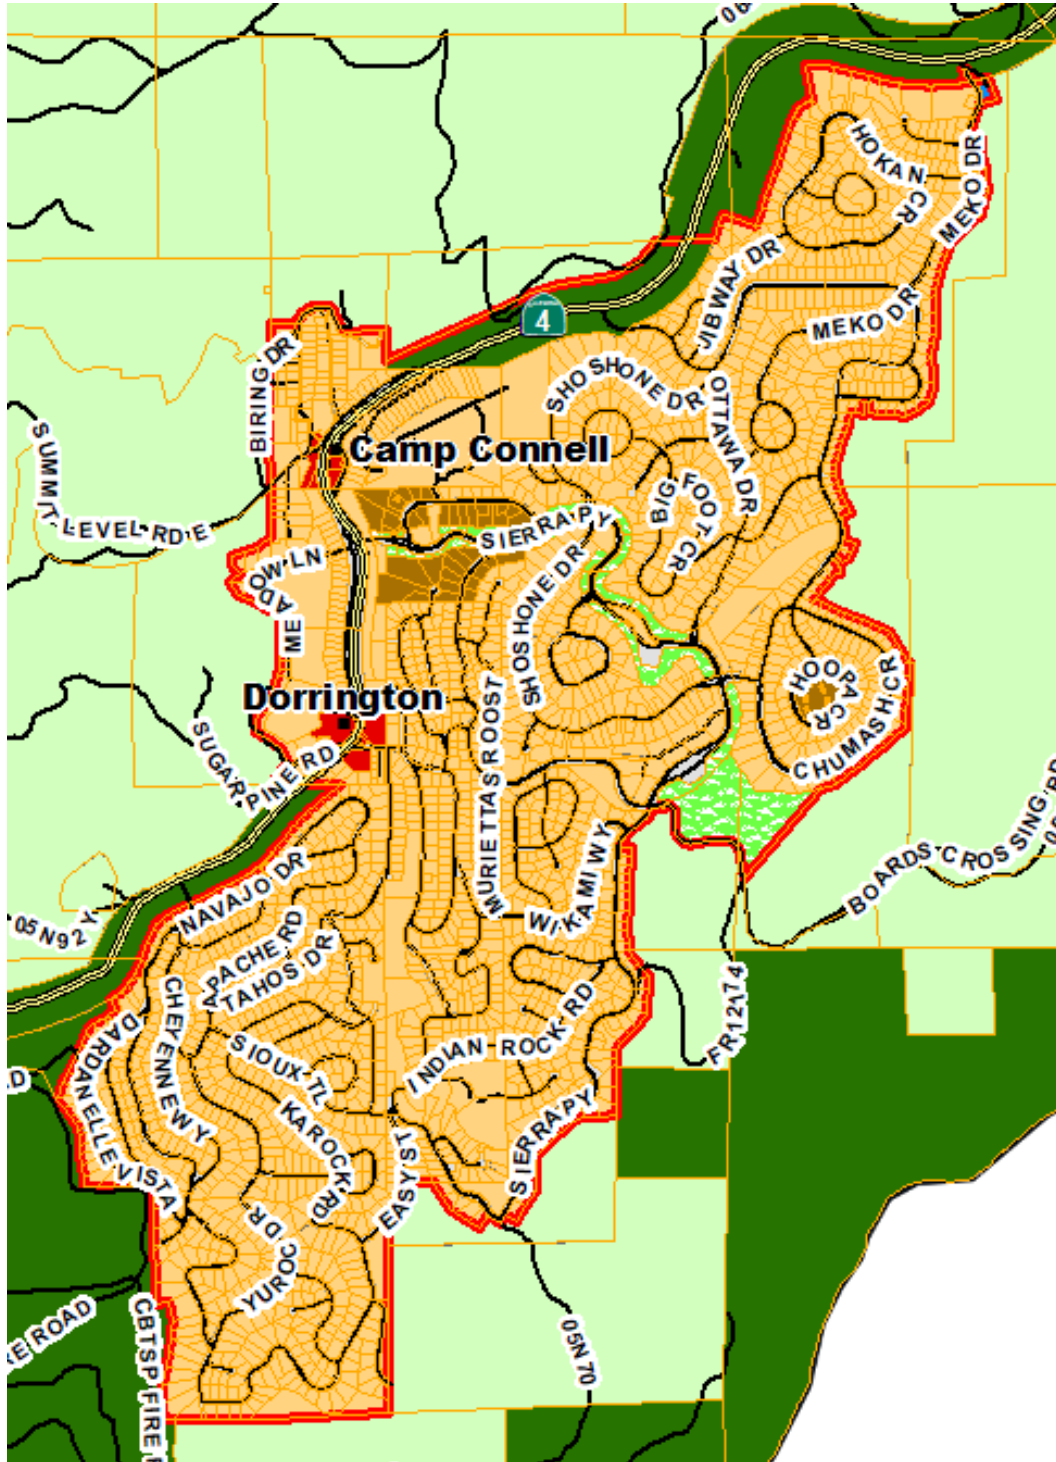 06
HOKAN CR
MEKO DR
JIBWAY DR
4
MEKO DR
BIRING DR
SHOSHONE DR
OTTAWA DR
Camp Connell
SUMMIT LEVEL RD E
BIG FOOT CR
SIERRA PY
MEADOW LN
SHOSHONE DR
HOOPA CR
CHUMASH CR
Dorrington
MURIETTAS ROOST
SUGAR PINE RD
BOARDS CROSSING RD
WIKAMI WY
NAVAJO DR
05N92Y
APACHE RD
TAHOS DR
FR12174
CHEYENNE WY
INDIAN ROCK RD
DARDANELLE VISTA
SIOUX TL
KAROCK RD
SIERRA PY
EASY ST
YUROC DR
RE ROAD
CBTSP FIRE
05N70